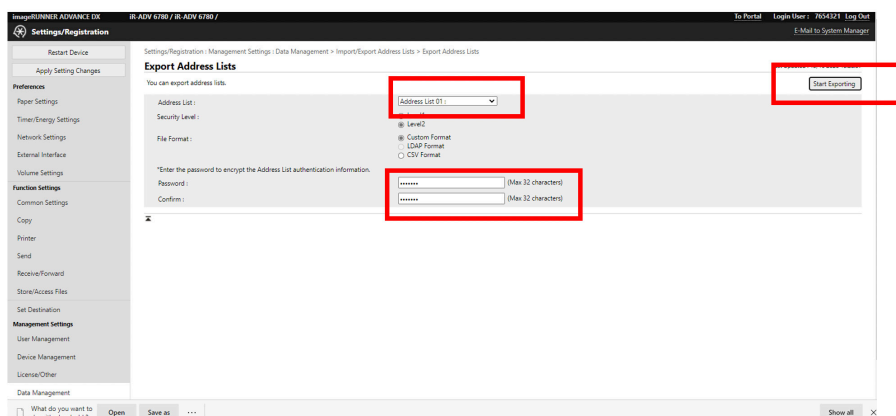 imageRUNNER ADVANCE DX iR-ADV 6780 / iR-ADV 6780 / To Portal Login User : 7654321 Log Out
Settings/Registration E-Mail to System Manager
Restart Device
Apply Setting Changes
Preferences
Paper Settings
Timer/Energy Settings
Network Settings
External Interface
Volume Settings
Function Settings
Common Settings
Copy
Printer
Send
Receive/Forward
Store/Access Files
Set Destination
Management Settings
User Management
Device Management
License/Other
Data Management
Settings/Registration : Management Settings : Data Management > Import/Export Address Lists > Export Address Lists
Export Address Lists
You can export address lists.
Start Exporting
Address List : Address List 01 :
Security Level :
Level2
File Format : Custom Format
LDAP Format
CSV Format
*Enter the password to encrypt the Address List authentication information.
Password : ••••••• (Max 32 characters)
Confirm : ••••••• (Max 32 characters)
What do you want to
Open Save as ··· Show all